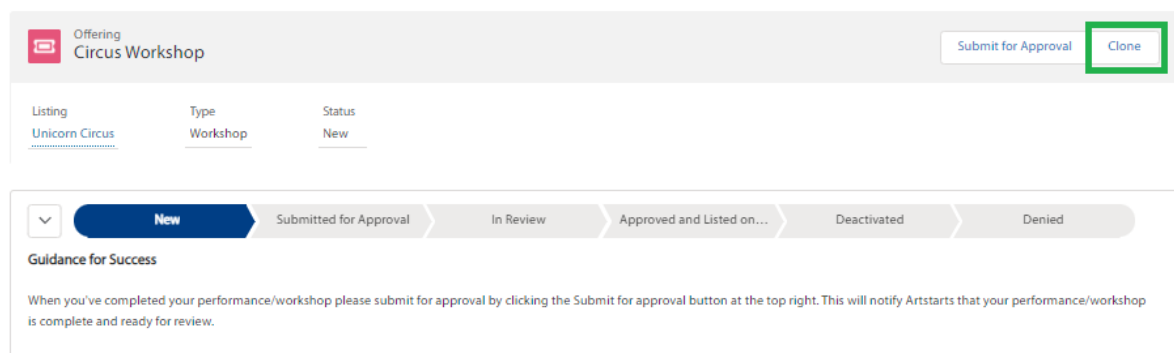 Offering
Circus Workshop
Submit for Approval
Clone
Listing
Type
Status
Unicorn Circus
Workshop
New
New
Submitted for Approval
In Review
Approved and Listed on...
Deactivated
Denied
Guidance for Success
When you've completed your performance/workshop please submit for approval by clicking the Submit for approval button at the top right. This will notify Artstarts that your performance/workshop
is complete and ready for review.